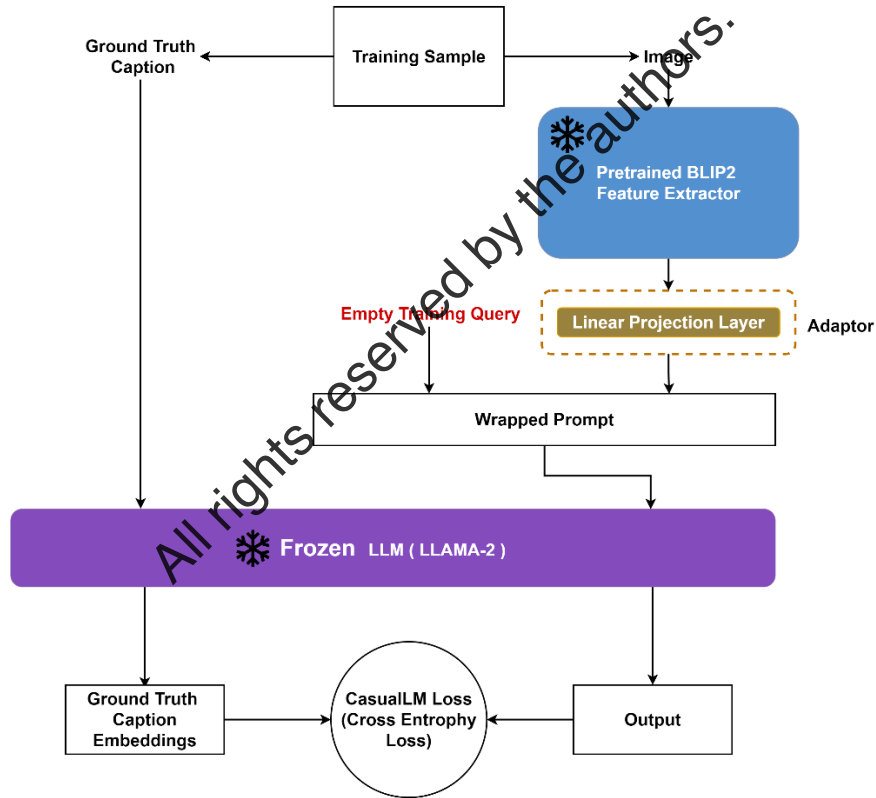 Ground Truth
Caption
Training Sample
Image
Pretrained BLIP2
Feature Extractor
Empty Training Query
Linear Projection Layer
Adaptor
Wrapped Prompt
Frozen LLM ( LLAMA-2 )
Ground Truth
Caption
Embeddings
CasualLM Loss
(Cross Entrophy
Loss)
Output
All rights reserved by the authors.